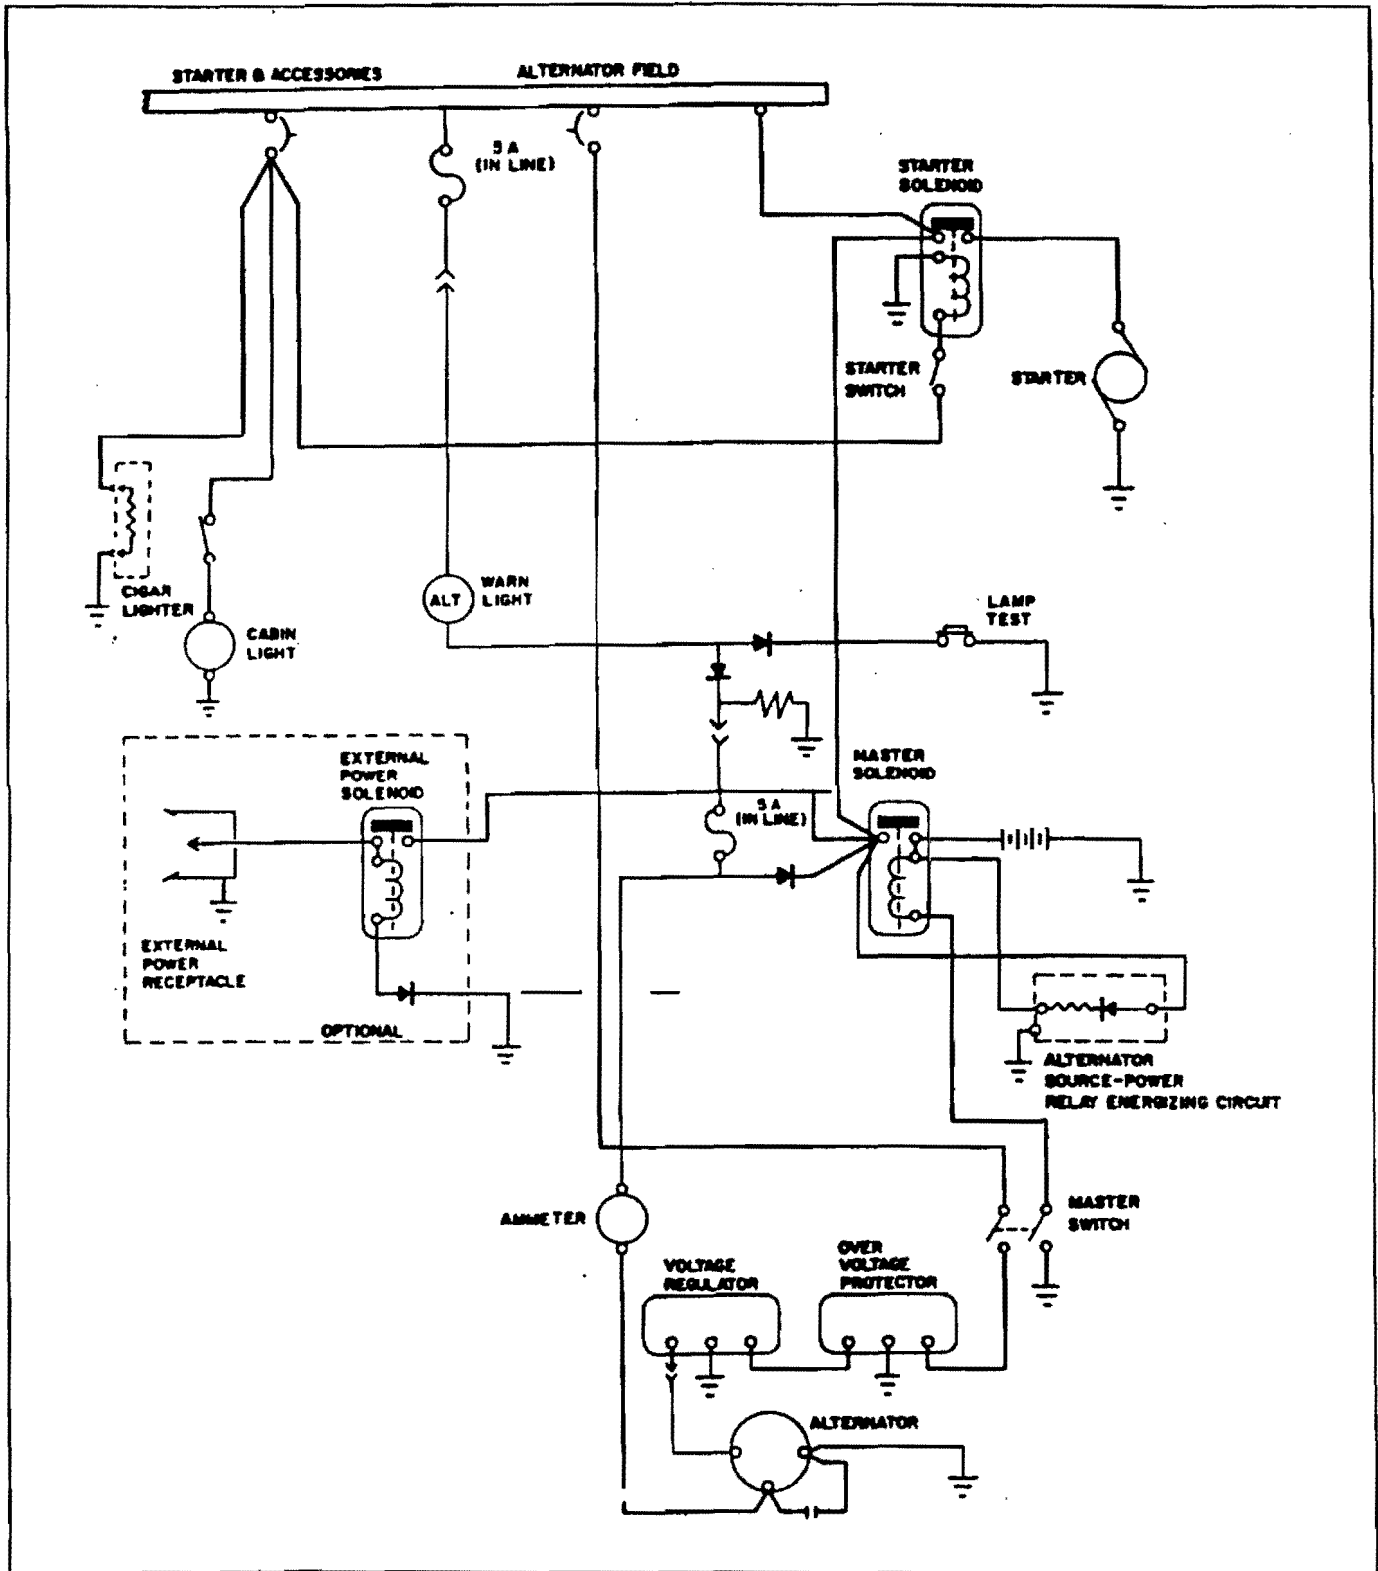 STARTER & ACCESSORIES
ALTERNATOR FIELD
5 A
(IN LINE)
STARTER
SOLENOID
STARTER
SWITCH
STARTER
CIGAR
LIGHTER
CABIN
LIGHT
ALT
WARN
LIGHT
LAMP
TEST
EXTERNAL
POWER
SOLENOID
MASTER
SOLENOID
5 A
(IN LINE)
EXTERNAL
POWER
RECEPTACLE
OPTIONAL
ALTERNATOR
SOURCE-POWER
RELAY ENERGIZING CIRCUIT
AMMETER
MASTER
SWITCH
VOLTAGE
REGULATOR
OVER
VOLTAGE
PROTECTOR
ALTERNATOR